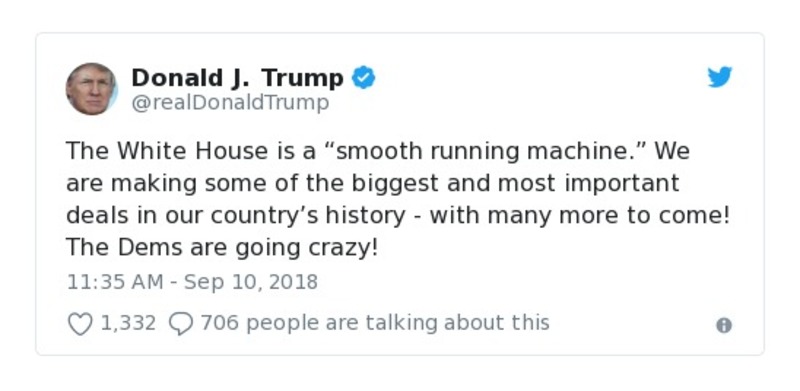 Donald J. Trump
@realDonaldTrump
The White House is a “smooth running machine.” We
are making some of the biggest and most important
deals in our country’s history - with many more to come!
The Dems are going crazy!
11:35 AM - Sep 10, 2018
1,332 706 people are talking about this